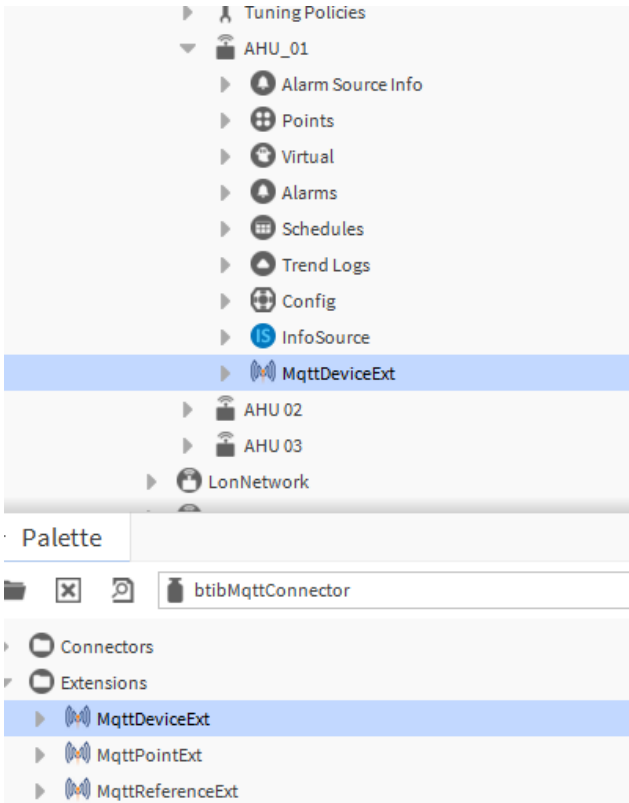 Tuning Policies
AHU_01
Alarm Source Info
Points
Virtual
Alarms
Schedules
Trend Logs
Config
IS InfoSource
MqttDeviceExt
AHU 02
AHU 03
LonNetwork
Palette
btibMqttConnector
Connectors
Extensions
MqttDeviceExt
MqttPointExt
MqttReferenceExt